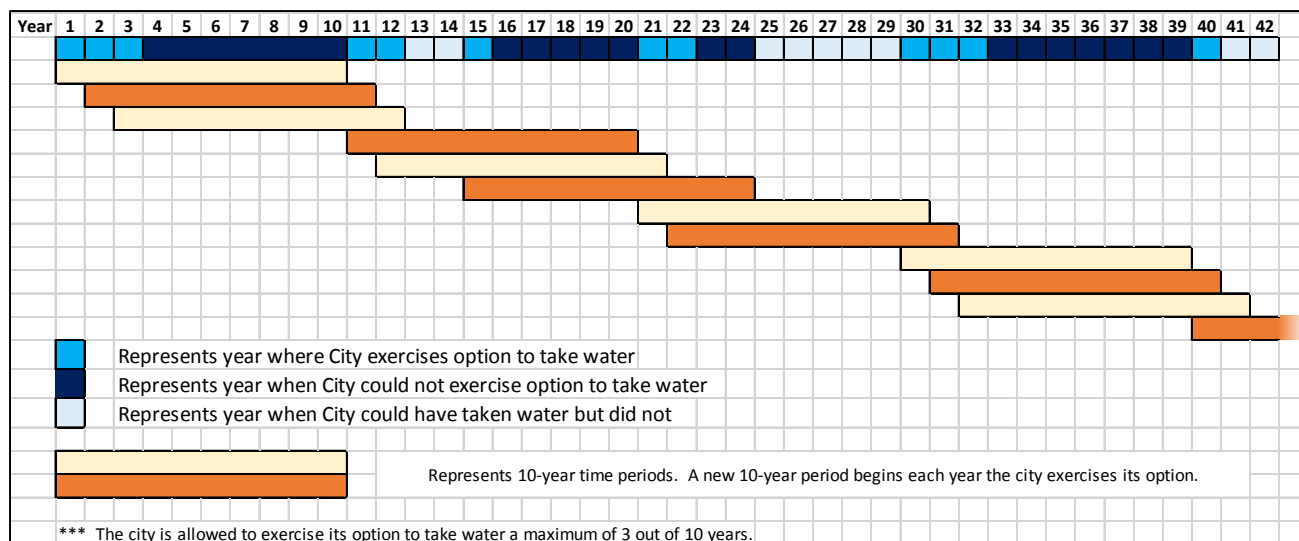 Year 1 2 3 4 5 6 7 8 9 10 11 12 13 14 15 16 17 18 19 20 21 22 23 24 25 26 27 28 29 30 31 32 33 34 35 36 37 38 39 40 41 42
Represents year where City exercises option to take water
Represents year when City could not exercise option to take water
Represents year when City could have taken water but did not
Represents 10-year time periods. A new 10-year period begins each year the city exercises its option.
*** The city is allowed to exercise its option to take water a maximum of 3 out of 10 years.